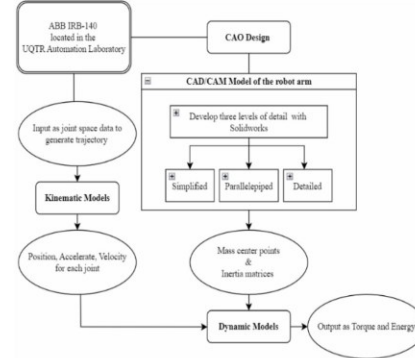 ABB IRB-140
located in the
UQTR Automation Laboratory
CAO Design
CAD/CAM Model of the robot arm
Develop three levels of detail with
Solidworks
Simplified
Parallelepiped
Detailed
Input as joint space data to
generate trajectory
Kinematic Models
Position, Accelerate, Velocity
for each joint
Mass center points
&
Inertia matrices
Dynamic Models
Output as Torque and Energy